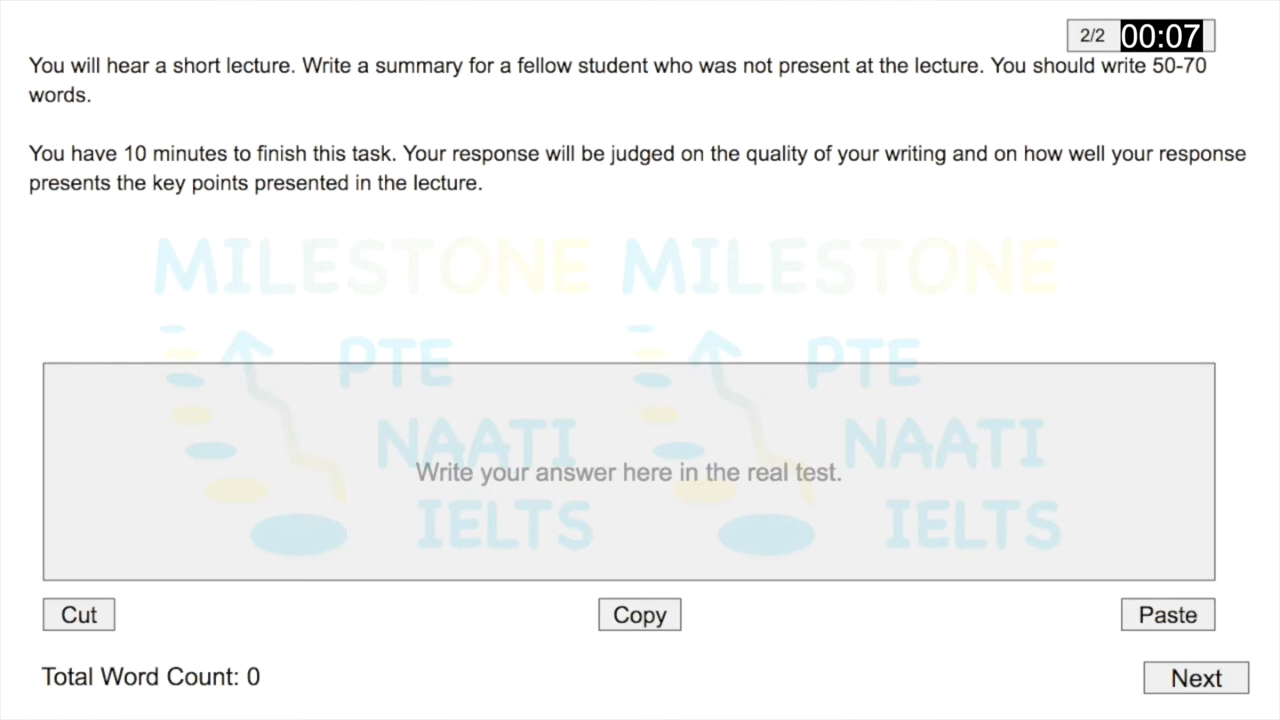 2/2 00:07
You will hear a short lecture. Write a summary for a fellow student who was not present at the lecture. You should write 50-70
words.
You have 10 minutes to finish this task. Your response will be judged on the quality of your writing and on how well your response
presents the key points presented in the lecture.
MILESTONE MILESTONE
PTE PTE
NAATI NAATI
Write your answer here in the real test.
IELTS IELTS
Cut Copy Paste
Total Word Count: 0 Next